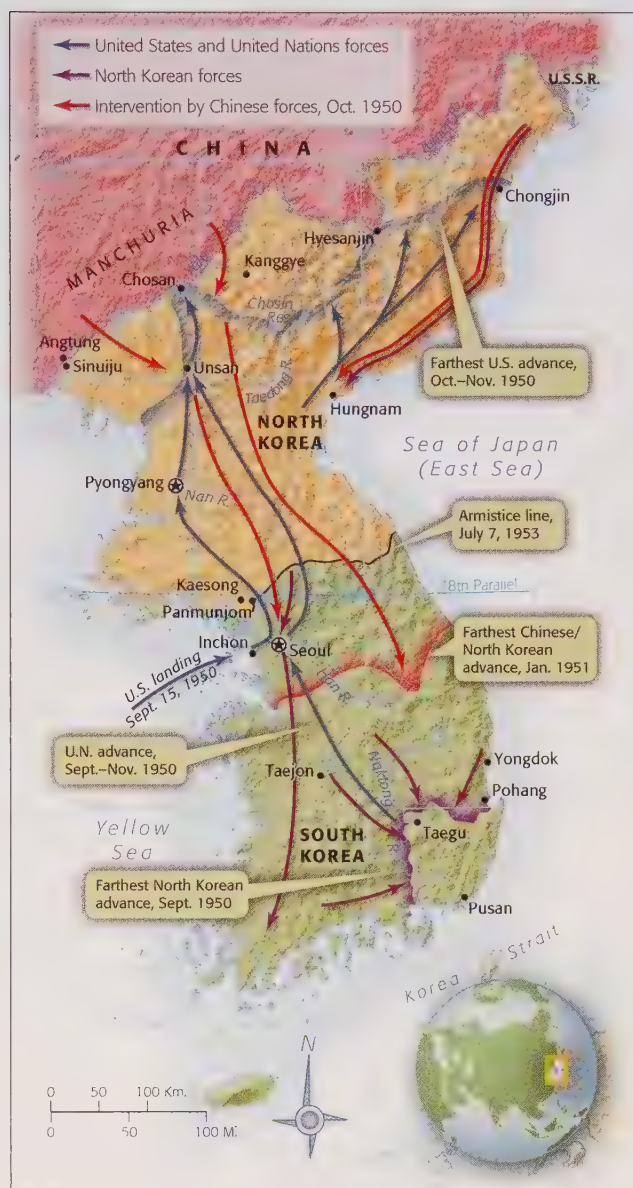 United States and United Nations forces
North Korean forces
Intervention by Chinese forces, Oct. 1950
U.S.S.R.
CHINA
MANCHURIA
Chongjin
Hyesanjin
Kanggye
Chosan
Chosin
Res.
Angtung
Sinuiju
Unsan
Taedong R.
Farthest U.S. advance,
Oct.–Nov. 1950
Hungnam
NORTH
KOREA
Sea of Japan
(East Sea)
Pyongyang
Nan R.
Armistice line,
July 7, 1953
Kaesong
Panmunjom
8th Parallel
Inchon
Seoul
U.S. landing
Sept. 15, 1950
Farthest Chinese/
North Korean
advance, Jan. 1951
Han R.
U.N. advance,
Sept.–Nov. 1950
Taejon
Naktong
R.
Yongdok
Pohang
Taegu
Yellow
Sea
SOUTH
KOREA
Farthest North Korean
advance, Sept. 1950
Pusan
Korea Strait
N
0 50 100 Km.
0 50 100 M.